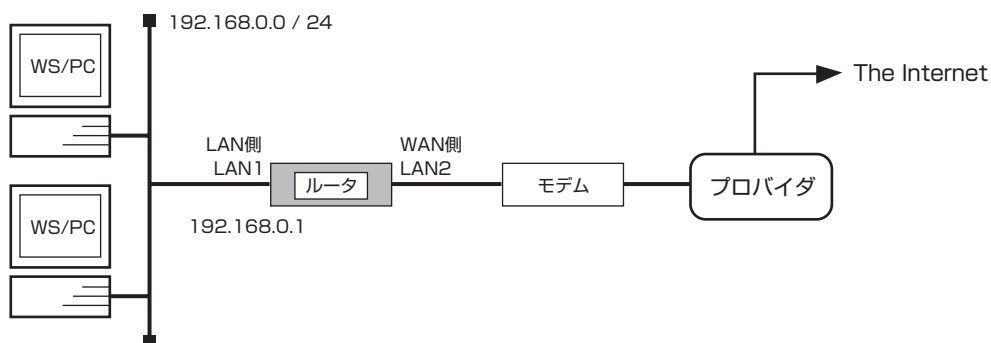 192.168.0.0 / 24
WS/PC
The Internet
LAN側
LAN1
WAN側
LAN2
ルータ
モデム
プロバイダ
192.168.0.1
WS/PC